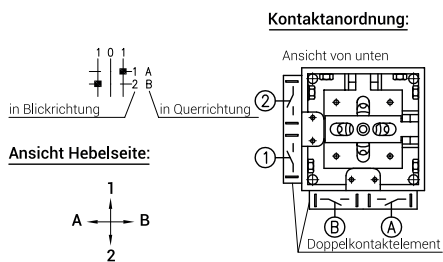 Kontaktanordnung:
Ansicht von unten
1 0 1
1 A
2 B
in Blickrichtung
in Querrichtung
2
1
B
A
Doppelkontaktelement
Ansicht Hebelseite:
1
A B
2